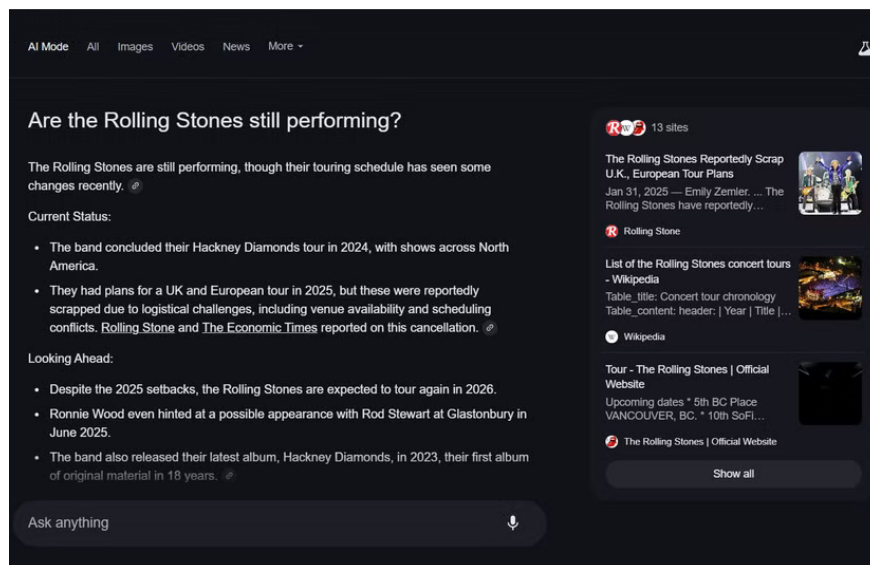 AI Mode All Images Videos News More
Are the Rolling Stones still performing?
The Rolling Stones are still performing, though their touring schedule has seen some
changes recently.
Current Status:
• The band concluded their Hackney Diamonds tour in 2024, with shows across North
America.
• They had plans for a UK and European tour in 2025, but these were reportedly
scrapped due to logistical challenges, including venue availability and scheduling
conflicts. Rolling Stone and The Economic Times reported on this cancellation.
Looking Ahead:
• Despite the 2025 setbacks, the Rolling Stones are expected to tour again in 2026.
• Ronnie Wood even hinted at a possible appearance with Rod Stewart at Glastonbury in
June 2025.
• The band also released their latest album, Hackney Diamonds, in 2023, their first album
of original material in 18 years.
Ask anything
13 sites
The Rolling Stones Reportedly Scrap
U.K., European Tour Plans
Jan 31, 2025 — Emily Zemler. ... The
Rolling Stones have reportedly…
Rolling Stone
List of the Rolling Stones concert tours
- Wikipedia
Table_title: Concert tour chronology
Table_content: header: | Year | Title |…
Wikipedia
Tour - The Rolling Stones | Official
Website
Upcoming dates * 5th BC Place
VANCOUVER, BC. * 10th SoFi…
The Rolling Stones | Official Website
Show all